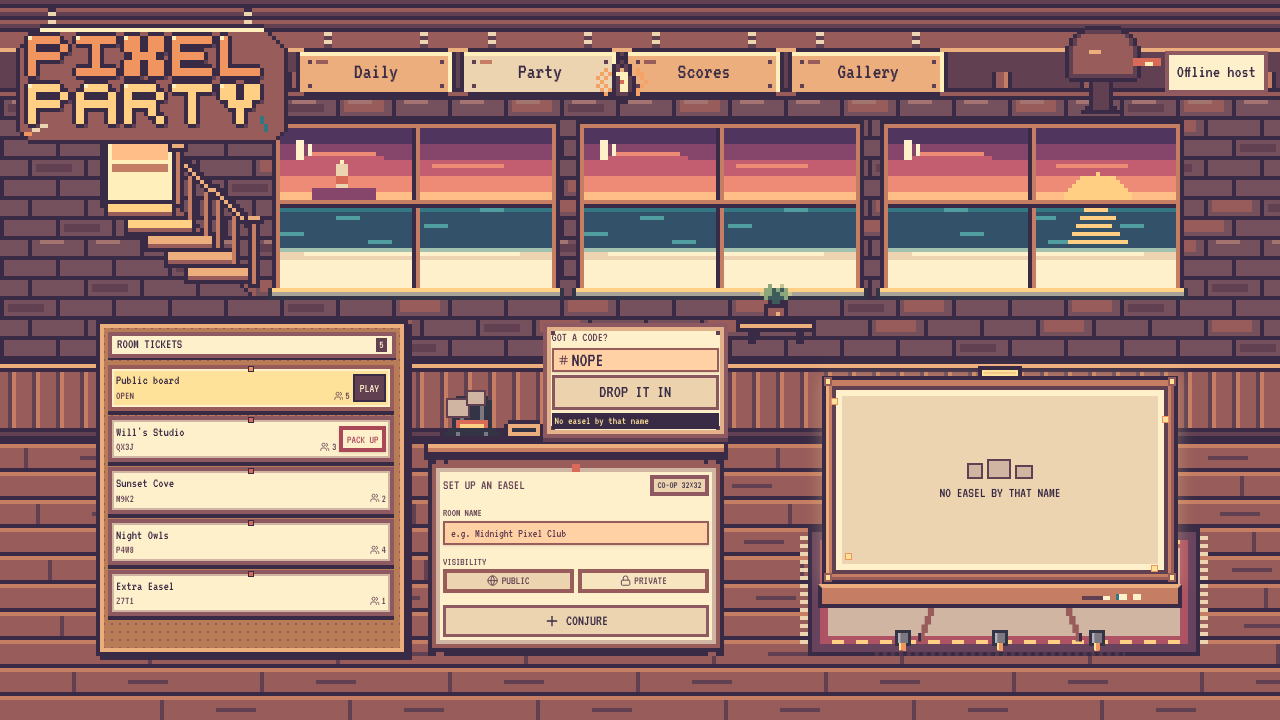 PIXEL
PARTY
Daily
Party
Scores
Gallery
Offline host
ROOM TICKETS
5
Public board
OPEN
5
PLAY
Will's Studio
QX3J
3
PACK UP
Sunset Cove
M9K2
2
Night Owls
P4W8
4
Extra Easel
Z7T1
1
GOT A CODE?
# NOPE
DROP IT IN
No easel by that name
SET UP AN EASEL
CO-OP 32×32
ROOM NAME
e.g. Midnight Pixel Club
VISIBILITY
PUBLIC
PRIVATE
+ CONJURE
NO EASEL BY THAT NAME